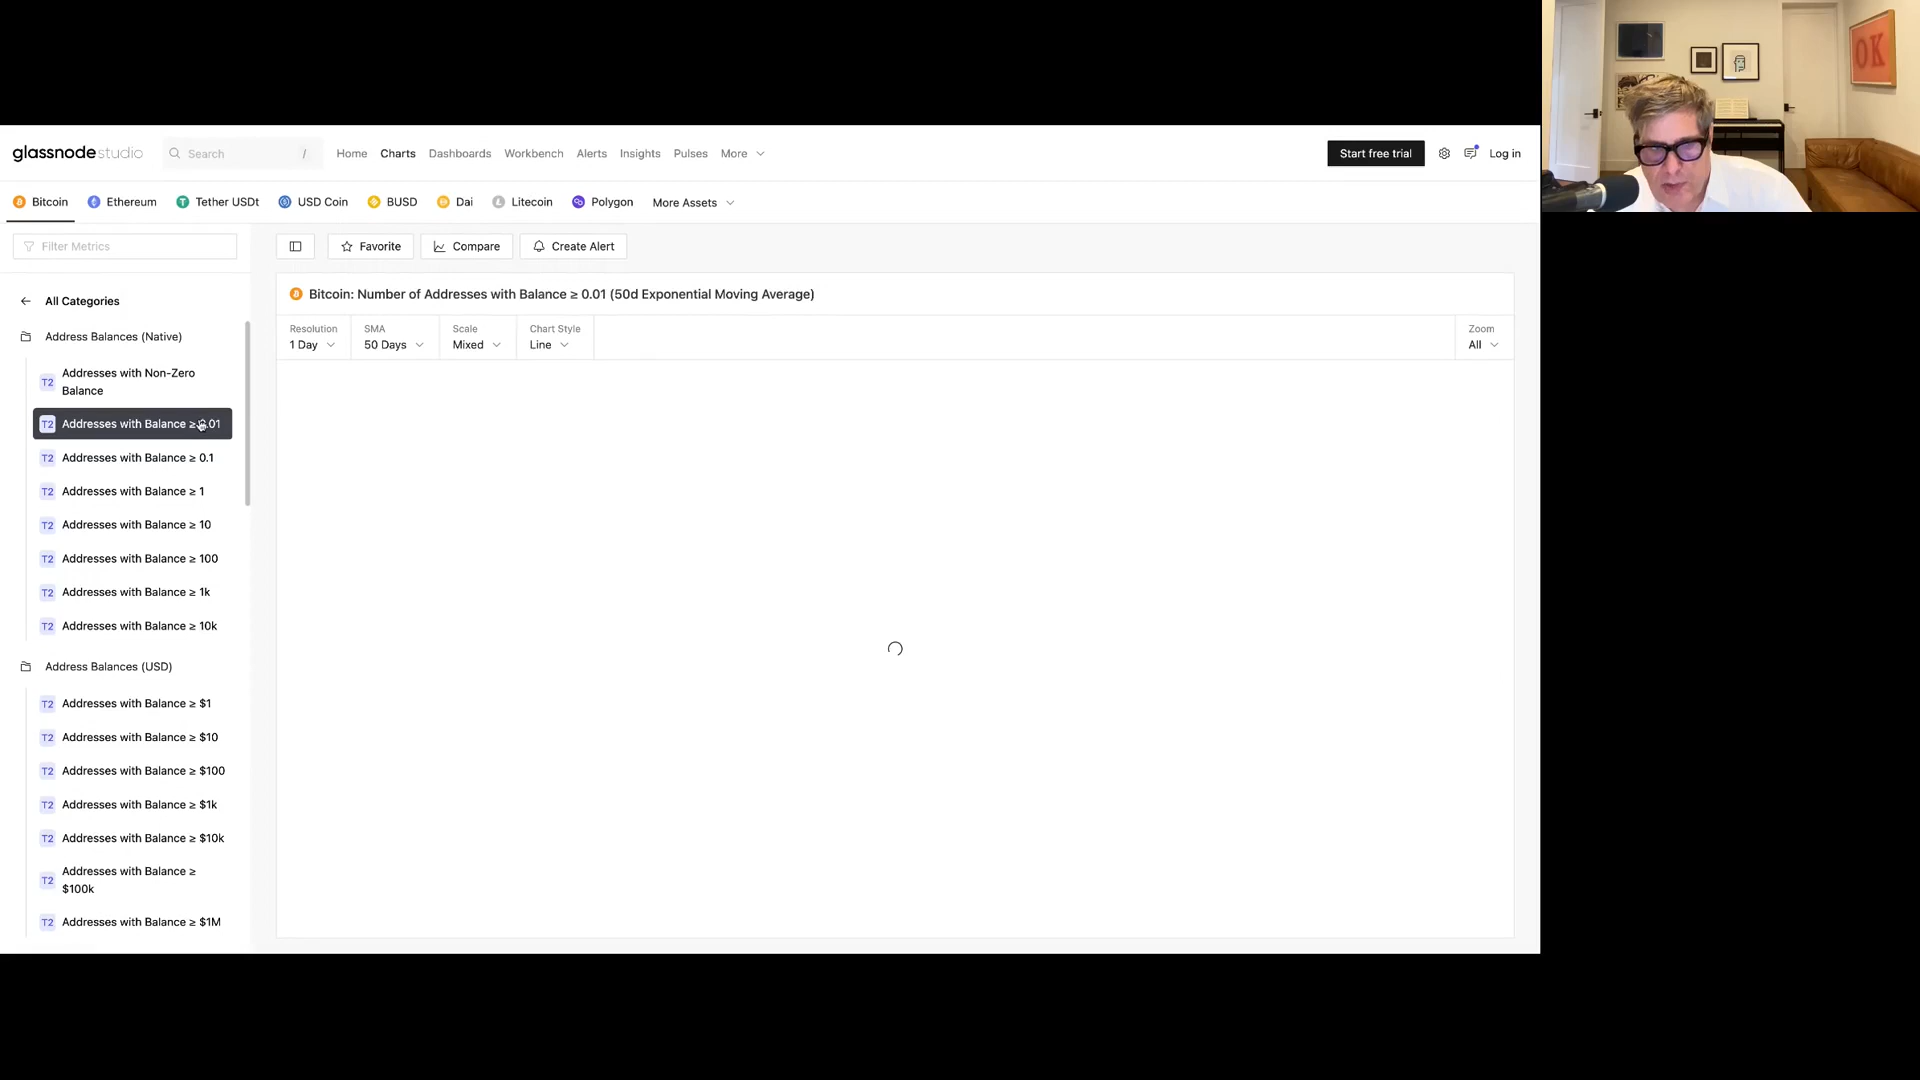 glassnodestudio
Search /
Home Charts Dashboards Workbench Alerts Insights Pulses More
Start free trial
Log in
Bitcoin Ethereum Tether USDt USD Coin BUSD Dai Litecoin Polygon More Assets
Filter Metrics
Favorite Compare Create Alert
All Categories
Address Balances (Native)
T2 Addresses with Non-Zero
Balance
T2 Addresses with Balance ≥ 0.01
T2 Addresses with Balance ≥ 0.1
T2 Addresses with Balance ≥ 1
T2 Addresses with Balance ≥ 10
T2 Addresses with Balance ≥ 100
T2 Addresses with Balance ≥ 1k
T2 Addresses with Balance ≥ 10k
Address Balances (USD)
T2 Addresses with Balance ≥ $1
T2 Addresses with Balance ≥ $10
T2 Addresses with Balance ≥ $100
T2 Addresses with Balance ≥ $1k
T2 Addresses with Balance ≥ $10k
T2 Addresses with Balance ≥
$100k
T2 Addresses with Balance ≥ $1M
Bitcoin: Number of Addresses with Balance ≥ 0.01 (50d Exponential Moving Average)
Resolution SMA Scale Chart Style Zoom
1 Day 50 Days Mixed Line All
OK